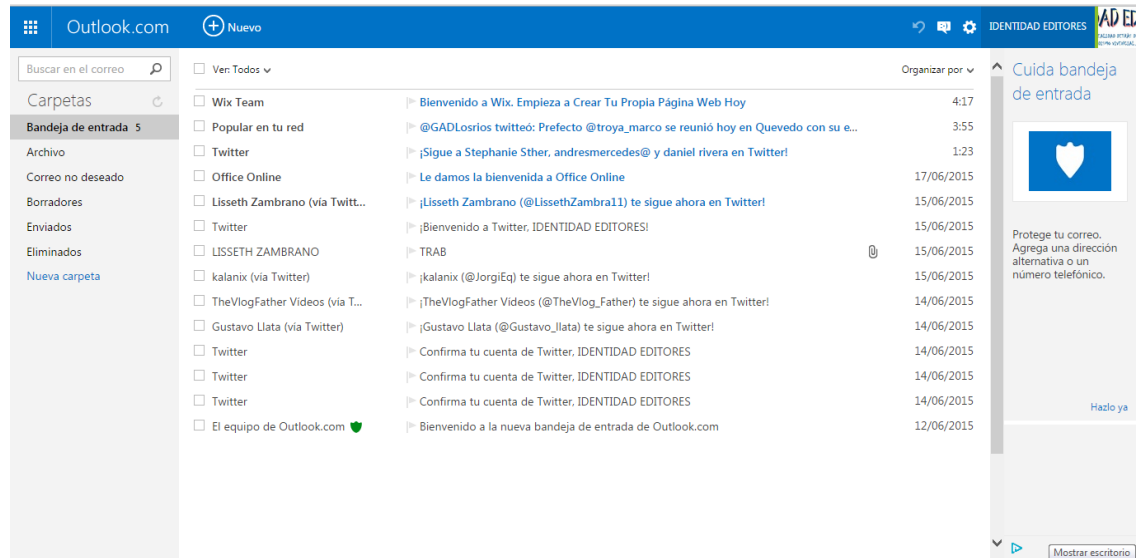 Outlook.com
Nuevo
IDENTIDAD EDITORES
Buscar en el correo
Carpetas
Bandeja de entrada 5
Archivo
Correo no deseado
Borradores
Enviados
Eliminados
Nueva carpeta
Ver: Todos
Organizar por
Wix Team Bienvenido a Wix. Empieza a Crear Tu Propia Página Web Hoy 4:17
Popular en tu red @GADLosrios twitteó: Prefecto @troya_marco se reunió hoy en Quevedo con su e... 3:55
Twitter ¡Sigue a Stephanie Sther, andresmercedes@ y daniel rivera en Twitter! 1:23
Office Online Le damos la bienvenida a Office Online 17/06/2015
Lisseth Zambrano (vía Twitt... ¡Lisseth Zambrano (@LissethZambra11) te sigue ahora en Twitter! 15/06/2015
Twitter ¡Bienvenido a Twitter, IDENTIDAD EDITORES! 15/06/2015
LISSETH ZAMBRANO TRAB 15/06/2015
kalanix (vía Twitter) ¡kalanix (@JorgiEq) te sigue ahora en Twitter! 15/06/2015
TheVlogFather Videos (vía T... ¡TheVlogFather Videos (@TheVlog_Father) te sigue ahora en Twitter! 14/06/2015
Gustavo Llata (vía Twitter) ¡Gustavo Llata (@Gustavo_llata) te sigue ahora en Twitter! 14/06/2015
Twitter Confirma tu cuenta de Twitter, IDENTIDAD EDITORES 14/06/2015
Twitter Confirma tu cuenta de Twitter, IDENTIDAD EDITORES 14/06/2015
Twitter Confirma tu cuenta de Twitter, IDENTIDAD EDITORES 14/06/2015
El equipo de Outlook.com Bienvenido a la nueva bandeja de entrada de Outlook.com 12/06/2015
Cuida bandeja
de entrada
Protege tu correo.
Agrega una dirección
alternativa o un
número telefónico.
Hazlo ya
Mostrar escritorio